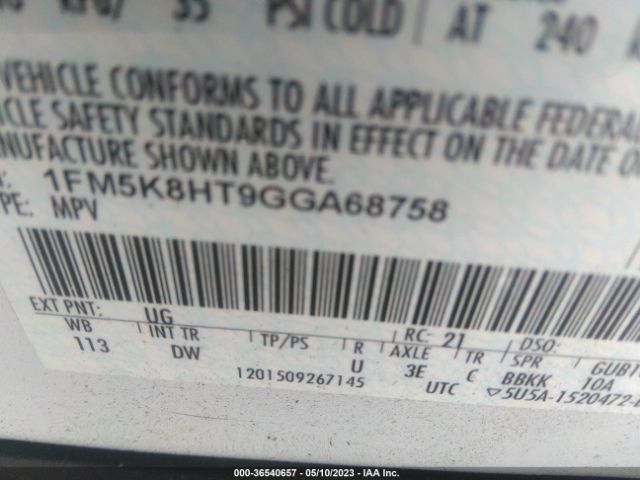 35 PSI COLD AT 240
VEHICLE CONFORMS TO ALL APPLICABLE FEDERA
CLE SAFETY STANDARDS IN EFFECT ON THE
NUFACTURE SHOWN ABOVE.
: 1FM5K8HT9GGA68758
PE: MPV
EXT PNT: UG RC: 21 DSO:
WB INT TR TP/PS R AXLE TR SPR GUB1
113 DW U 3E C BBKK 10A
1201509267145 UTC ▽5U5A-1520472-
000-36540657 - 05/10/2023 - IAA Inc.